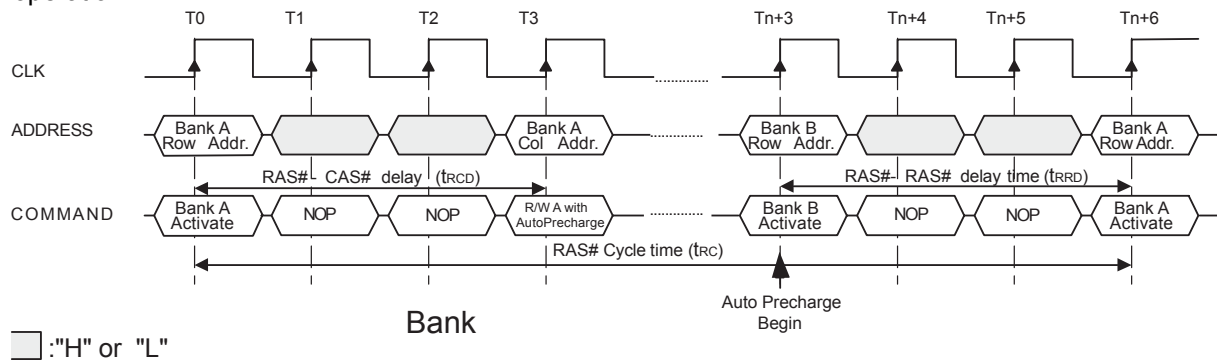 T0 T1 T2 T3 Tn+3 Tn+4 Tn+5 Tn+6
CLK
ADDRESS
Bank A
Row Addr.
Bank A
Col Addr.
Bank B
Row Addr.
Bank A
Row Addr.
RAS# - CAS# delay (tRCD)
RAS# - RAS# delay time (tRRD)
COMMAND
Bank A
Activate
NOP
NOP
R/W A with
AutoPrecharge
Bank B
Activate
NOP
NOP
Bank A
Activate
RAS# Cycle time (tRC)
Auto Precharge
Begin
Bank
:"H" or "L"